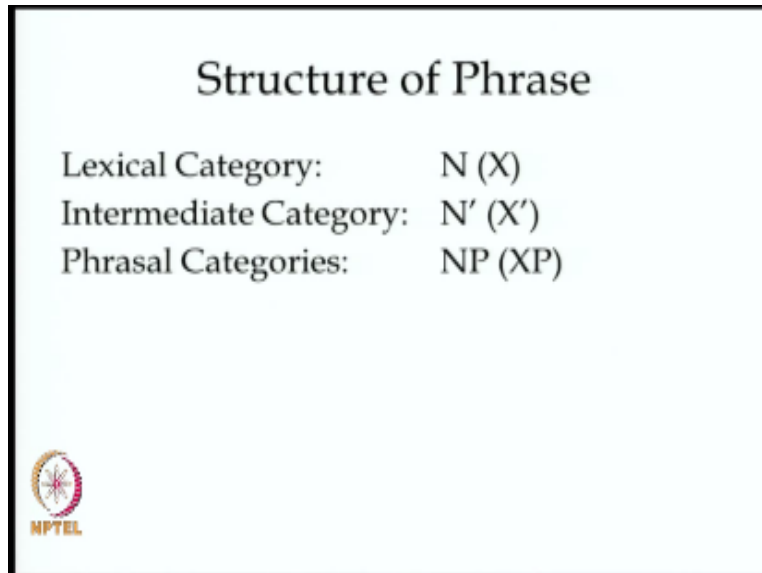 Structure of Phrase
Lexical Category: N (X)
Intermediate Category: N′ (X′)
Phrasal Categories: NP (XP)
NPTEL